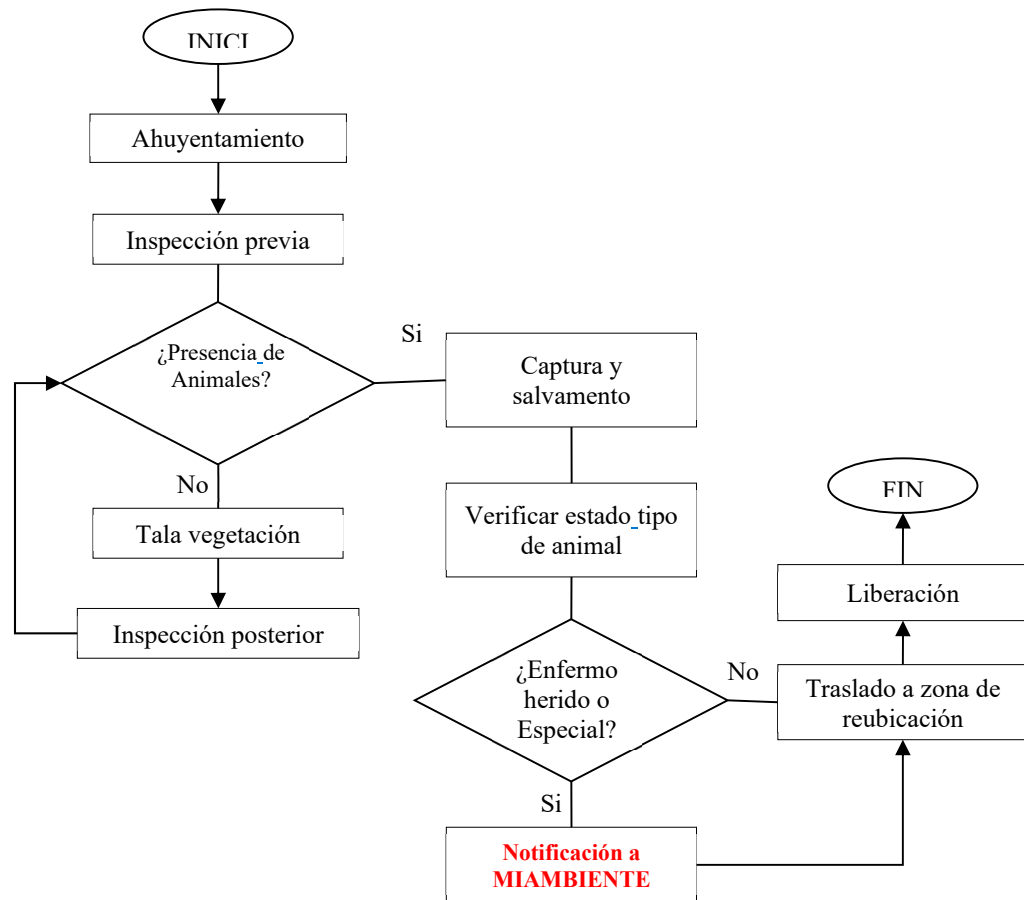 INICI
Ahuyentamiento
Inspección previa
¿Presencia de
Animales?
Si
Captura y
salvamento
No
Tala vegetación
Inspección posterior
Verificar estado tipo
de animal
¿Enfermo
herido o
Especial?
No
Si
Notificación a
MIAMBIENTE
Traslado a zona de
reubicación
Liberación
FIN